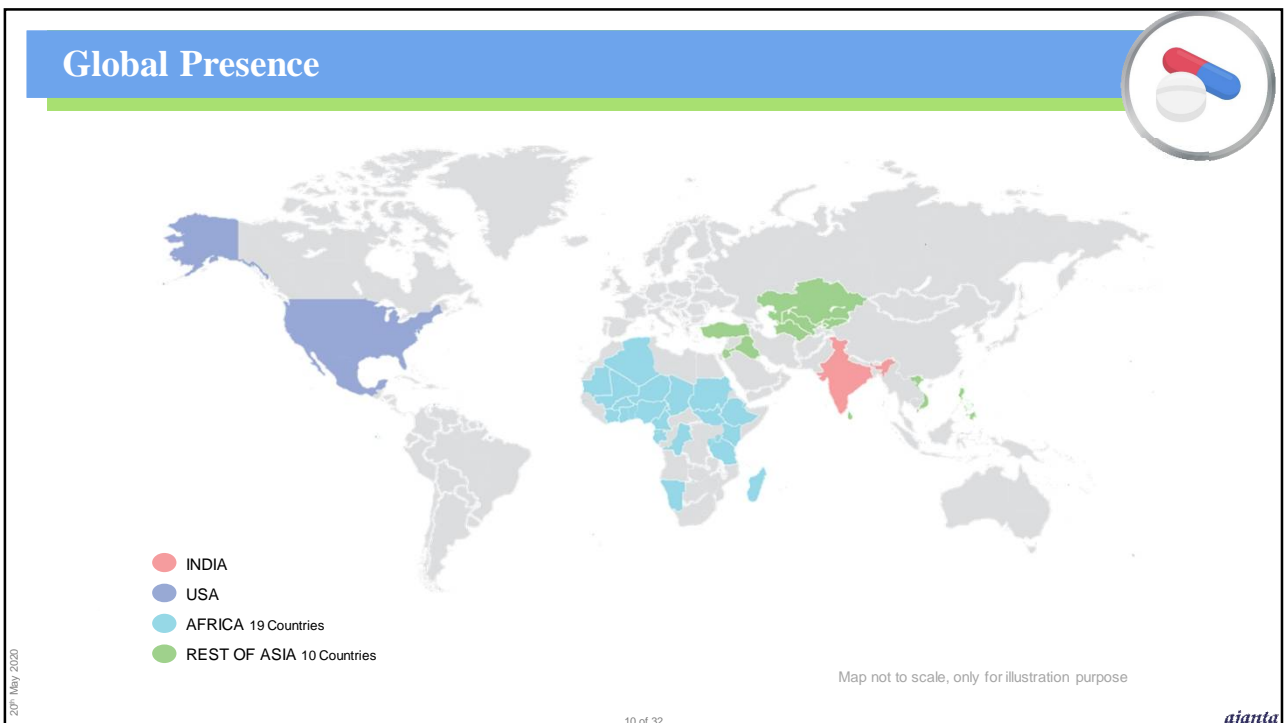 Global Presence
INDIA
USA
AFRICA 19 Countries
REST OF ASIA 10 Countries
Map not to scale, only for illustration purpose
20th May 2020
10 of 32
ajanta